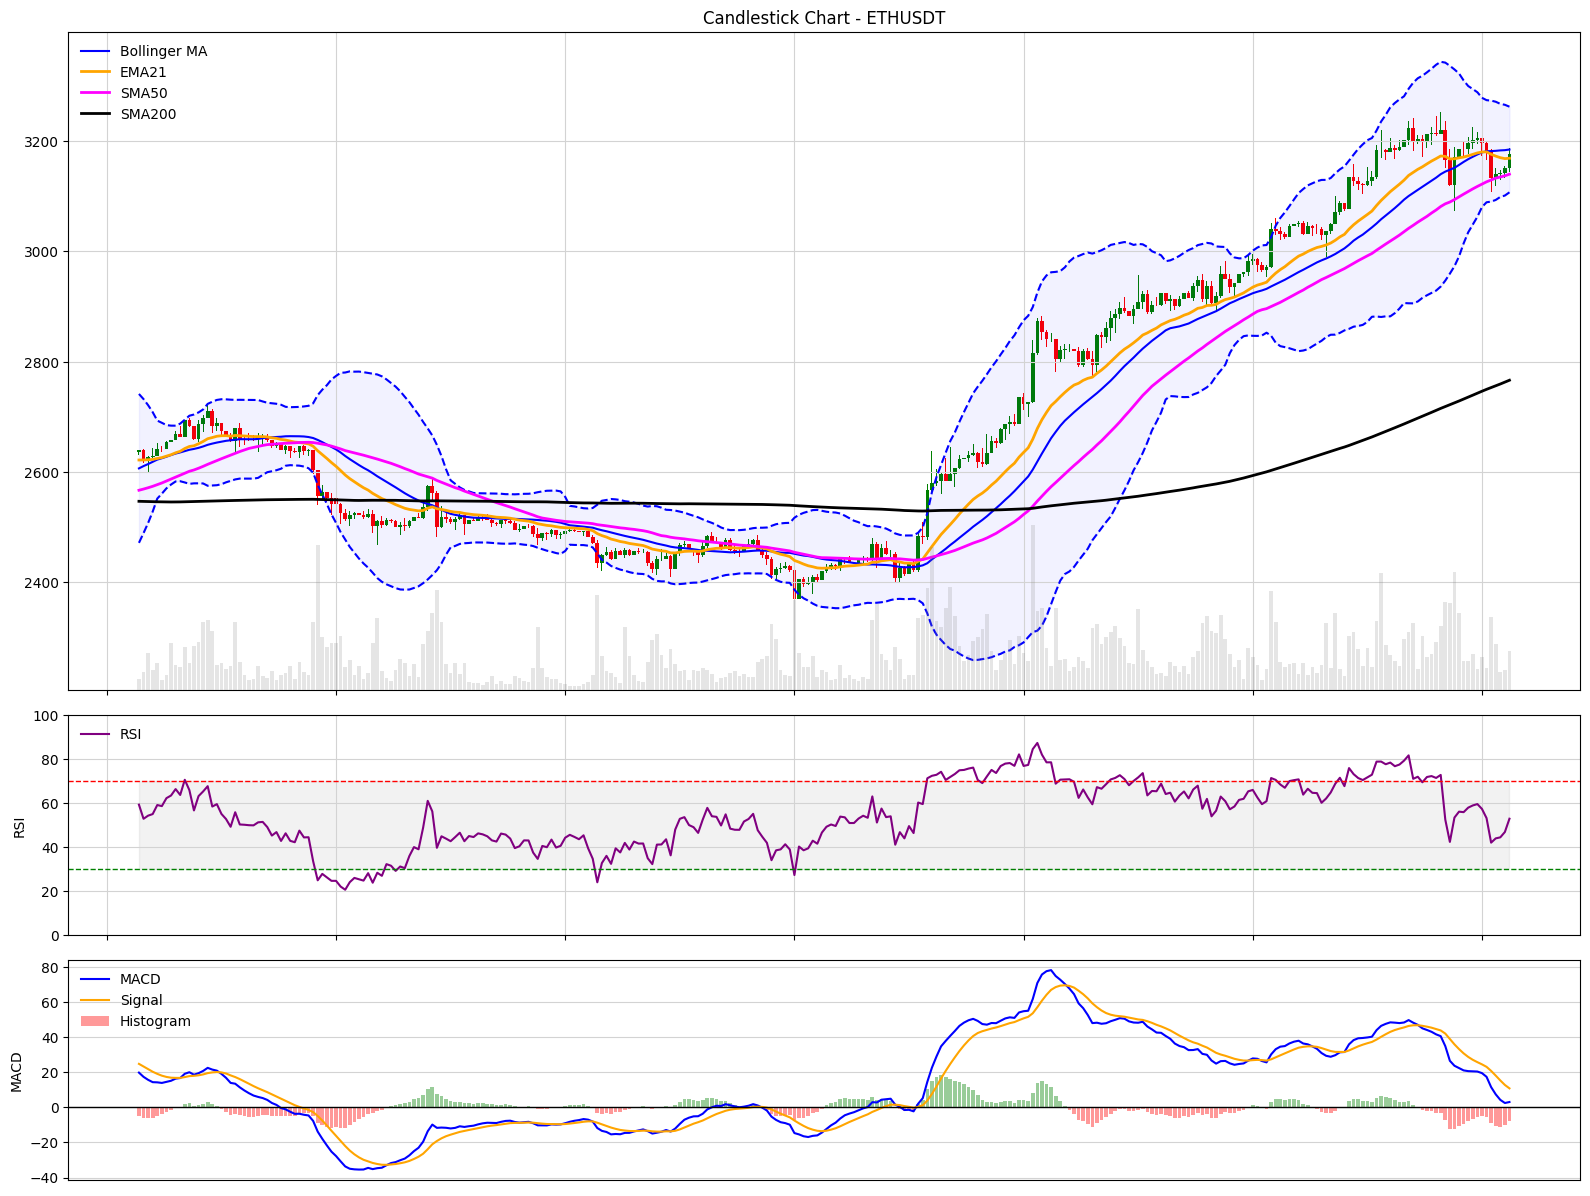 Candlestick Chart - ETHUSDT
Bollinger MA
EMA21
SMA50
SMA200
3200
3000
2800
2600
2400
100
80
60
40
20
0
RSI
RSI
80
60
40
20
0
−20
−40
MACD
MACD
Signal
Histogram